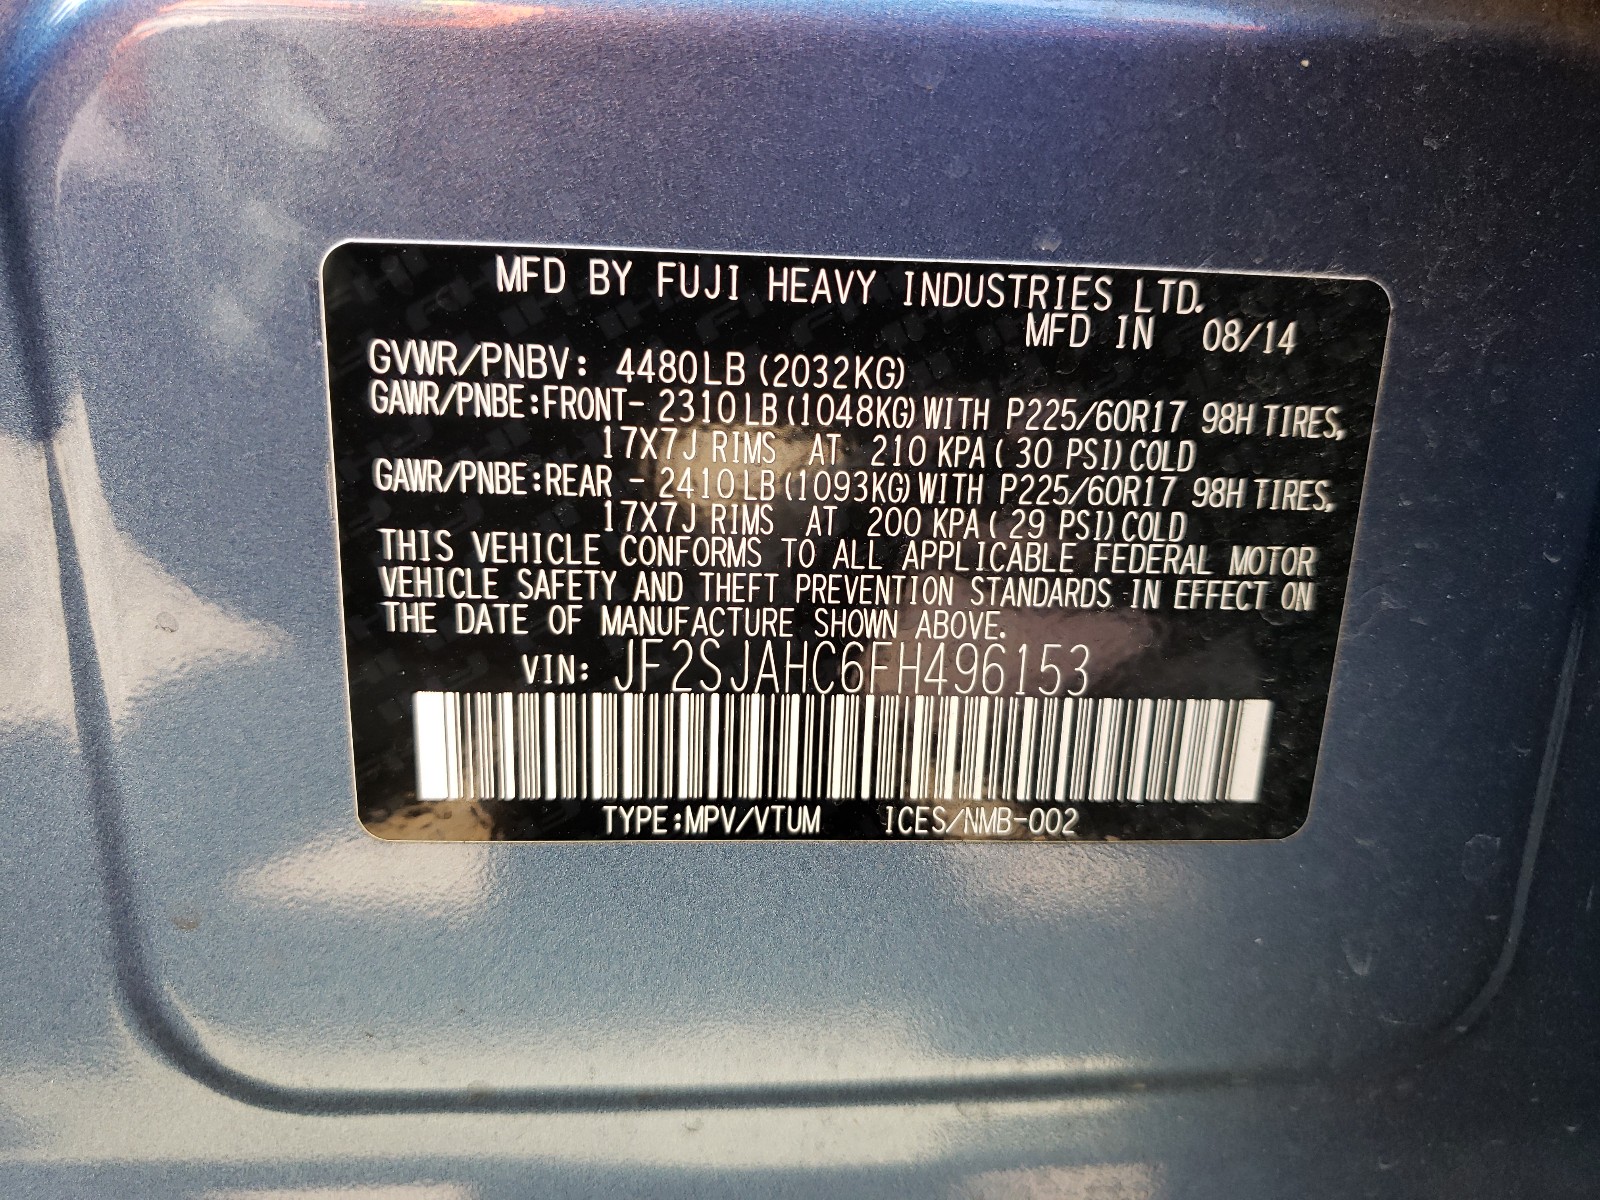 MFD BY FUJI HEAVY INDUSTRIES LTD.
MFD IN 08/14
GVWR/PNBV: 4480LB (2032KG)
GAWR/PNBE:FRONT- 2310LB (1048KG) WITH P225/60R17 98H TIRES,
17X7J RIMS AT 210 KPA ( 30 PSI) COLD
GAWR/PNBE:REAR - 2410LB (1093KG) WITH P225/60R17 98H TIRES,
17X7J RIMS AT 200 KPA ( 29 PSI) COLD
THIS VEHICLE CONFORMS TO ALL APPLICABLE FEDERAL MOTOR
VEHICLE SAFETY AND THEFT PREVENTION STANDARDS IN EFFECT ON
THE DATE OF MANUFACTURE SHOWN ABOVE.
VIN: JF2SJAHC6FH496153
TYPE:MPV/VTUM ICES/NMB-002